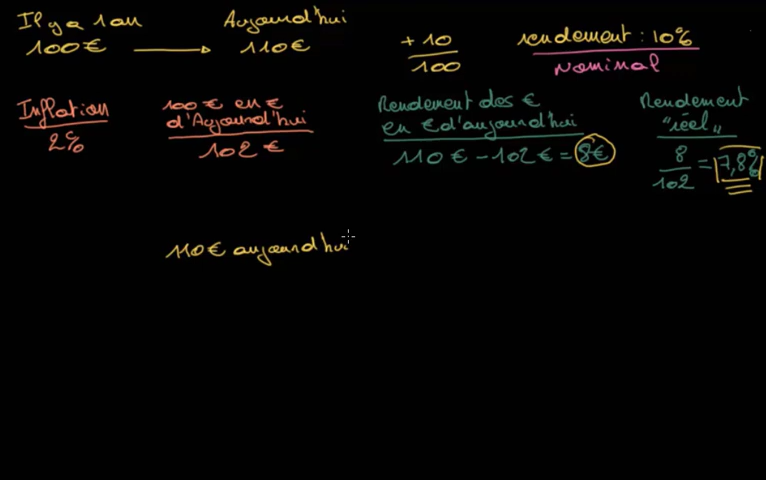 Il y a 1 an Aujourd'hui
100€ → 110€
+10
100
rendement : 10%
nominal
Inflation
2%
100 € en €
d'Aujourd'hui
102 €
Rendement des €
en € d'aujourd'hui
110 € - 102 € = 8€
Rendement
"réel"
8
102
= 7,8%
110€ aujourd'hui